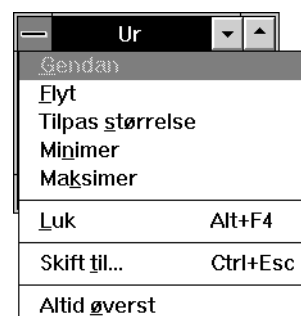 Ur
Gendan
Flyt
Tilpas størrelse
Minimer
Maksimer
Luk Alt+F4
Skift til... Ctrl+Esc
Altid øverst